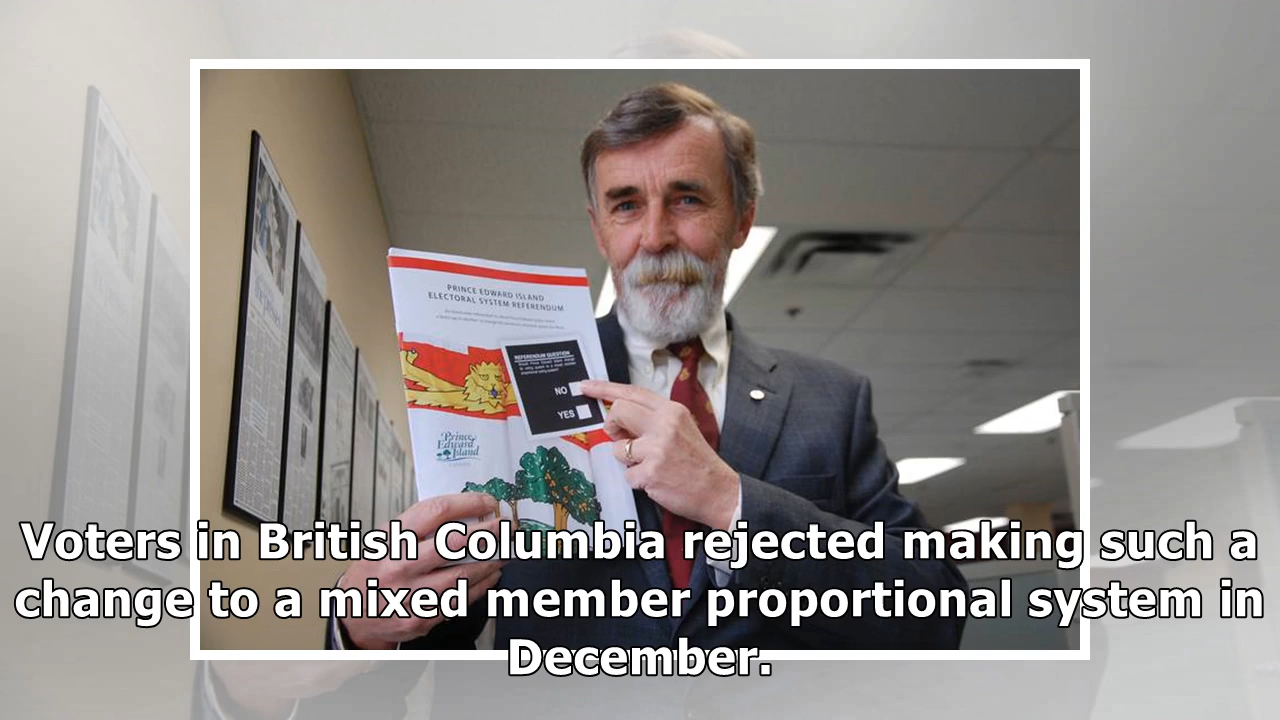 PRINCE EDWARD ISLAND
ELECTORAL SYSTEM REFERENDUM
REFERENDUM QUESTION
NO
YES
Prince
Edward
Island
Voters in British Columbia rejected making such a
change to a mixed member proportional system in
December.